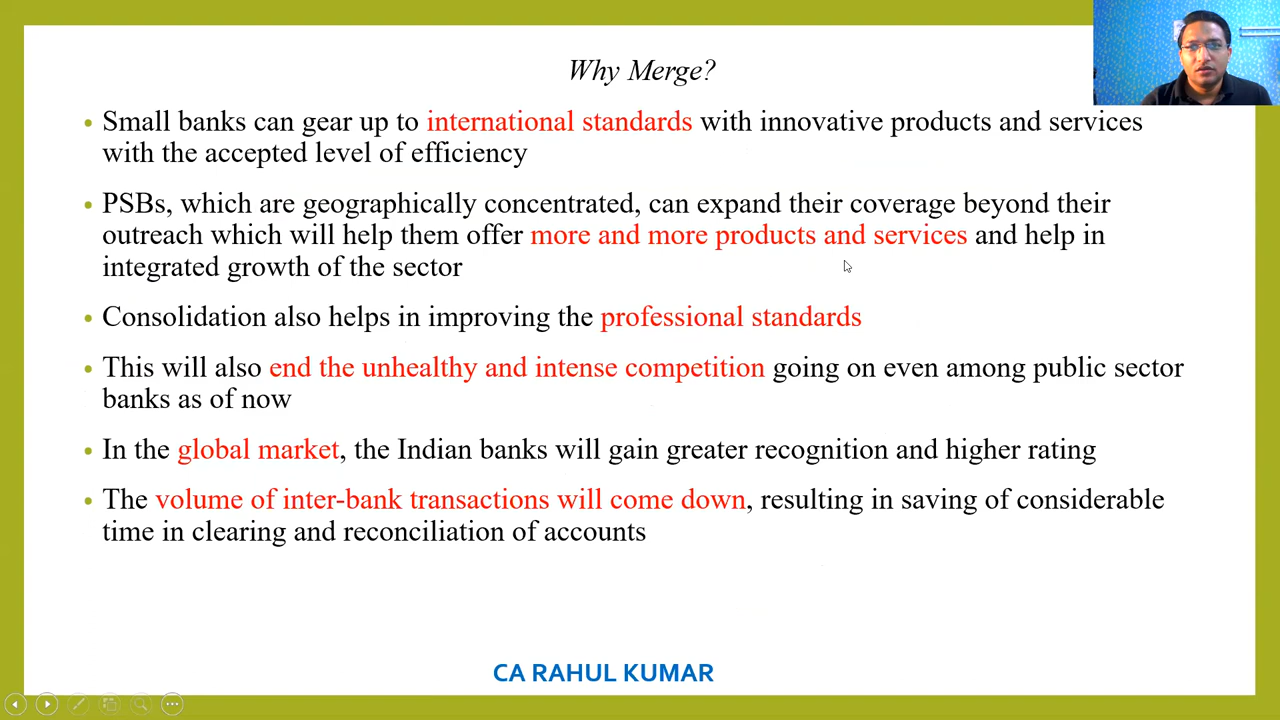 Why Merge?
• Small banks can gear up to international standards with innovative products and services
with the accepted level of efficiency
• PSBs, which are geographically concentrated, can expand their coverage beyond their
outreach which will help them offer more and more products and services and help in
integrated growth of the sector
• Consolidation also helps in improving the professional standards
• This will also end the unhealthy and intense competition going on even among public sector
banks as of now
• In the global market, the Indian banks will gain greater recognition and higher rating
• The volume of inter-bank transactions will come down, resulting in saving of considerable
time in clearing and reconciliation of accounts
CA RAHUL KUMAR